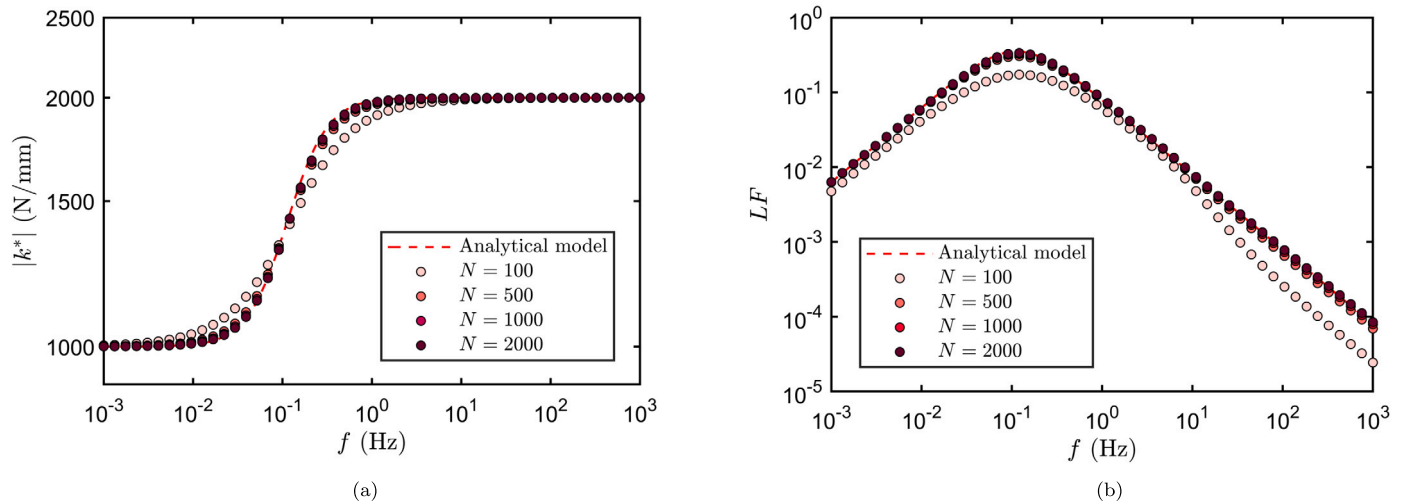 2500
2000
1500
1000
|k*| (N/mm)
Analytical model
N = 100
N = 500
N = 1000
N = 2000
10^-3 10^-2 10^-1 10^0 10^1 10^2 10^3
f (Hz)
(a)
10^0
10^-1
10^-2
10^-3
10^-4
10^-5
LF
Analytical model
N = 100
N = 500
N = 1000
N = 2000
10^-3 10^-2 10^-1 10^0 10^1 10^2 10^3
f (Hz)
(b)